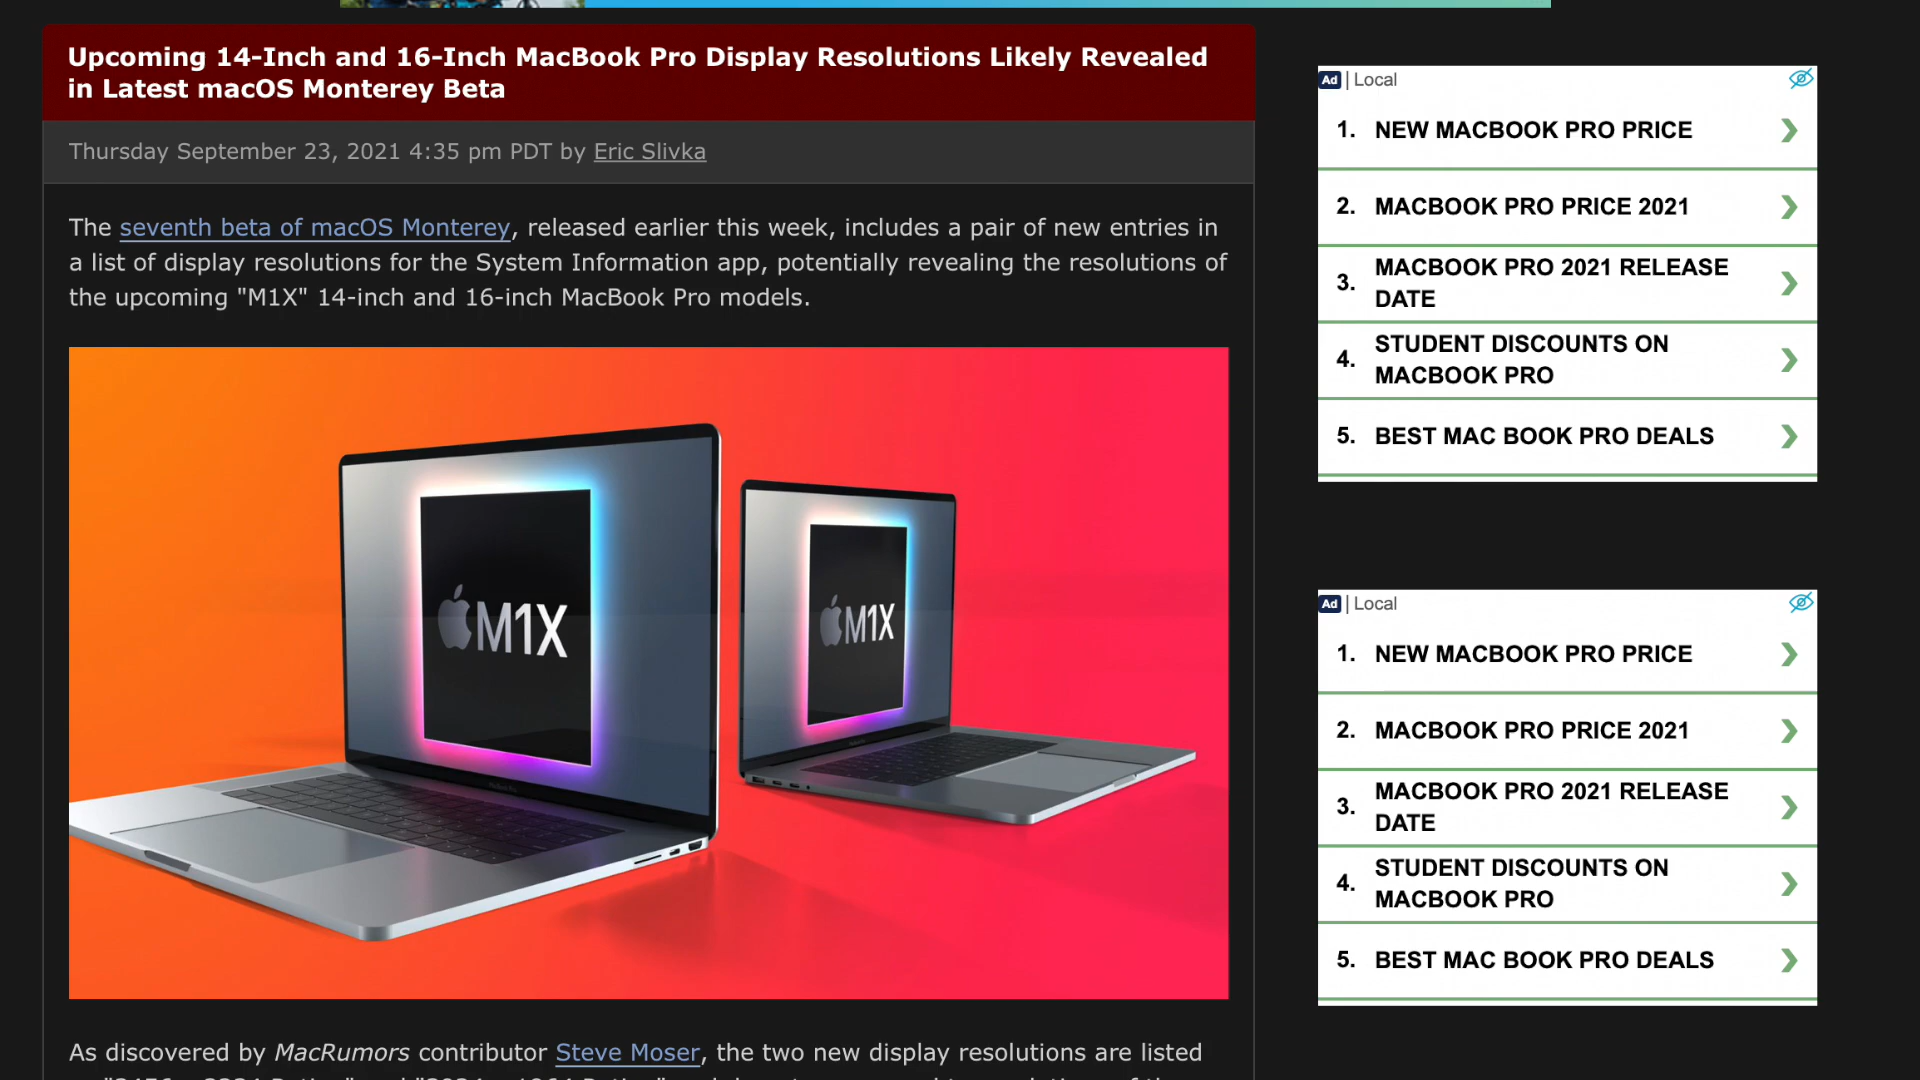 Upcoming 14-Inch and 16-Inch MacBook Pro Display Resolutions Likely Revealed
in Latest macOS Monterey Beta
Thursday September 23, 2021 4:35 pm PDT by Eric Slivka
The seventh beta of macOS Monterey, released earlier this week, includes a pair of new entries in
a list of display resolutions for the System Information app, potentially revealing the resolutions of
the upcoming "M1X" 14-inch and 16-inch MacBook Pro models.
M1X
M1X
As discovered by MacRumors contributor Steve Moser, the two new display resolutions are listed
Ad | Local
1. NEW MACBOOK PRO PRICE
2. MACBOOK PRO PRICE 2021
3. MACBOOK PRO 2021 RELEASE
DATE
4. STUDENT DISCOUNTS ON
MACBOOK PRO
5. BEST MAC BOOK PRO DEALS
Ad | Local
1. NEW MACBOOK PRO PRICE
2. MACBOOK PRO PRICE 2021
3. MACBOOK PRO 2021 RELEASE
DATE
4. STUDENT DISCOUNTS ON
MACBOOK PRO
5. BEST MAC BOOK PRO DEALS